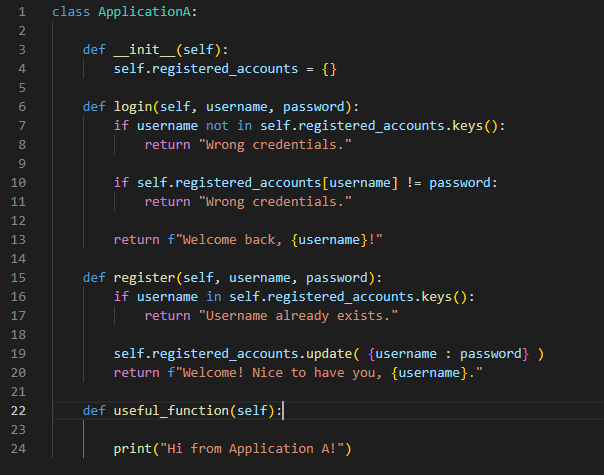 1 class ApplicationA:
2
3     def __init__(self):
4         self.registered_accounts = {}
5
6     def login(self, username, password):
7         if username not in self.registered_accounts.keys():
8             return "Wrong credentials."
9
10         if self.registered_accounts[username] != password:
11             return "Wrong credentials."
12
13         return f"Welcome back, {username}!"
14
15     def register(self, username, password):
16         if username in self.registered_accounts.keys():
17             return "Username already exists."
18
19         self.registered_accounts.update( {username : password} )
20         return f"Welcome! Nice to have you, {username}."
21
22     def useful_function(self):
23
24         print("Hi from Application A!")